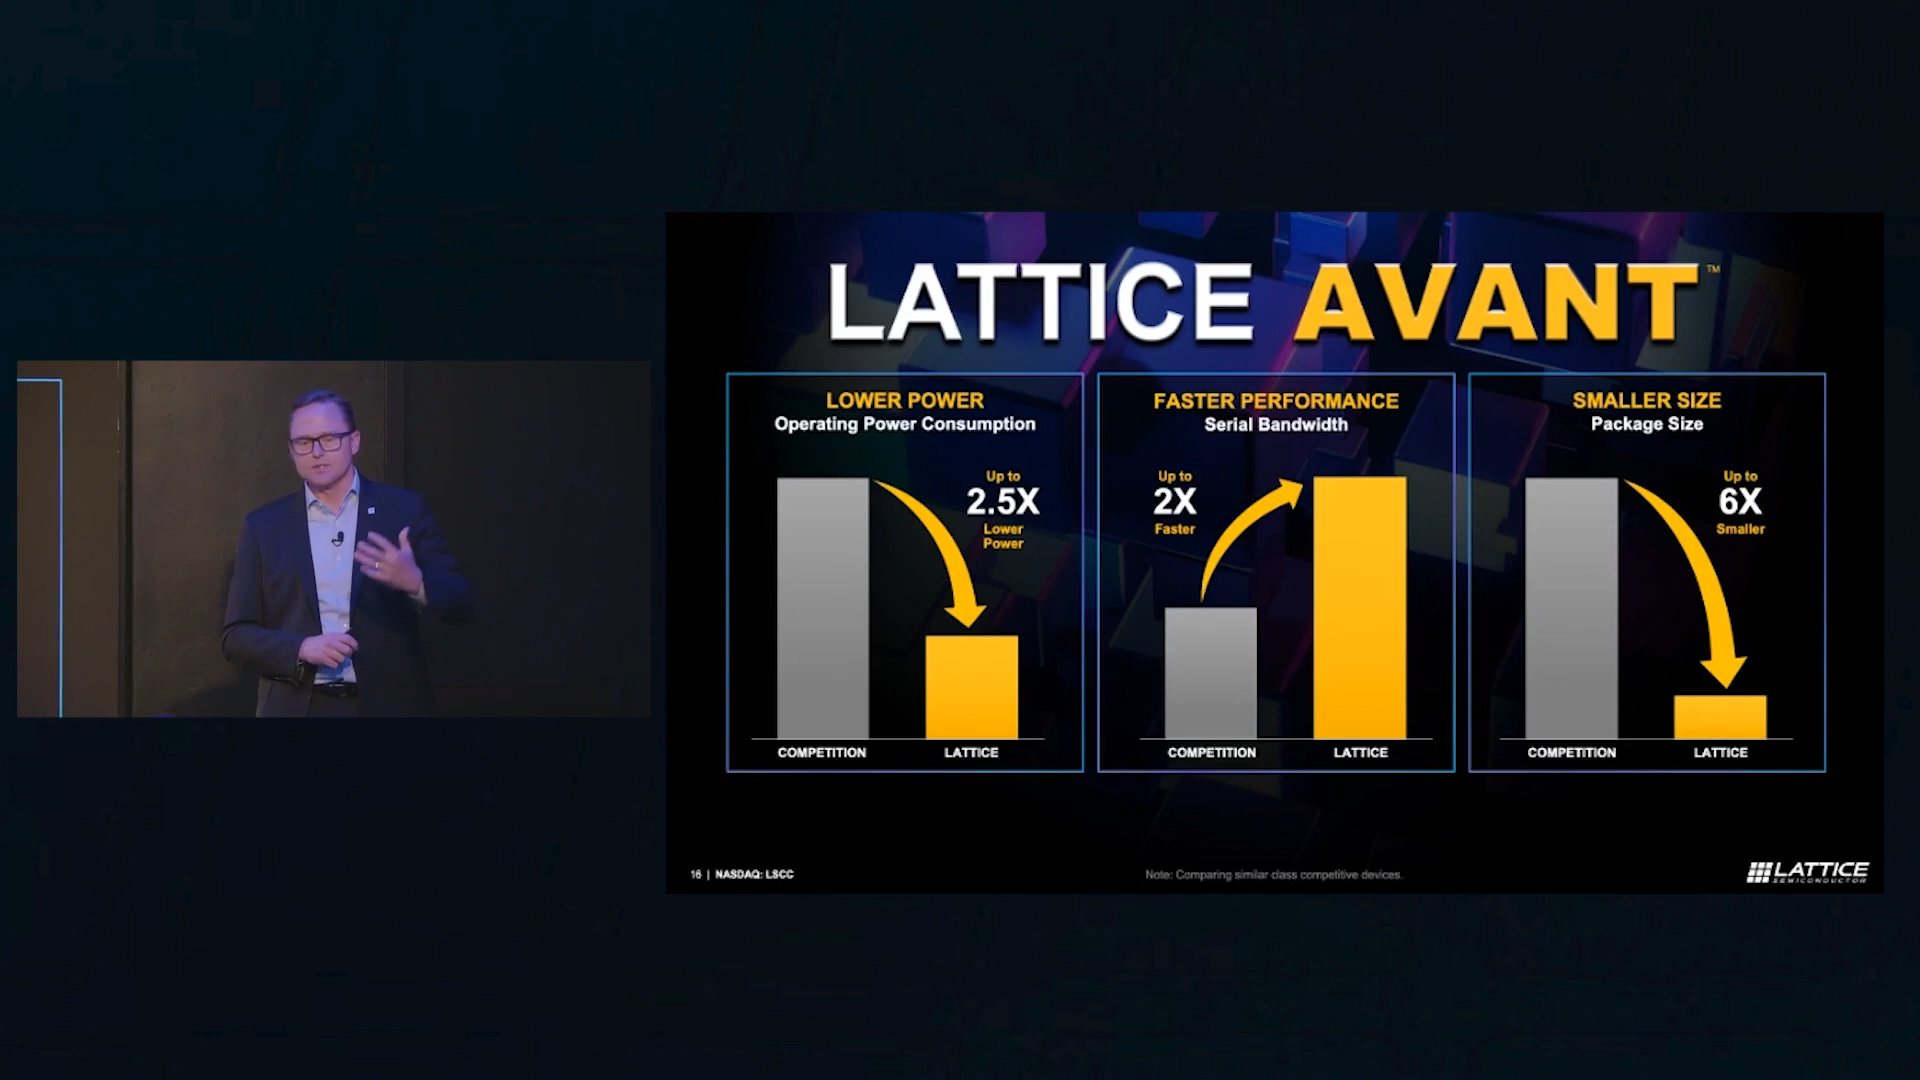 LATTICE AVANT™
LOWER POWER
Operating Power Consumption
Up to
2.5X
Lower
Power
COMPETITION
LATTICE
FASTER PERFORMANCE
Serial Bandwidth
Up to
2X
Faster
COMPETITION
LATTICE
SMALLER SIZE
Package Size
Up to
6X
Smaller
COMPETITION
LATTICE
16 | NASDAQ: LSCC
Note: Comparing similar class competitive devices.
LATTICE
SEMICONDUCTOR